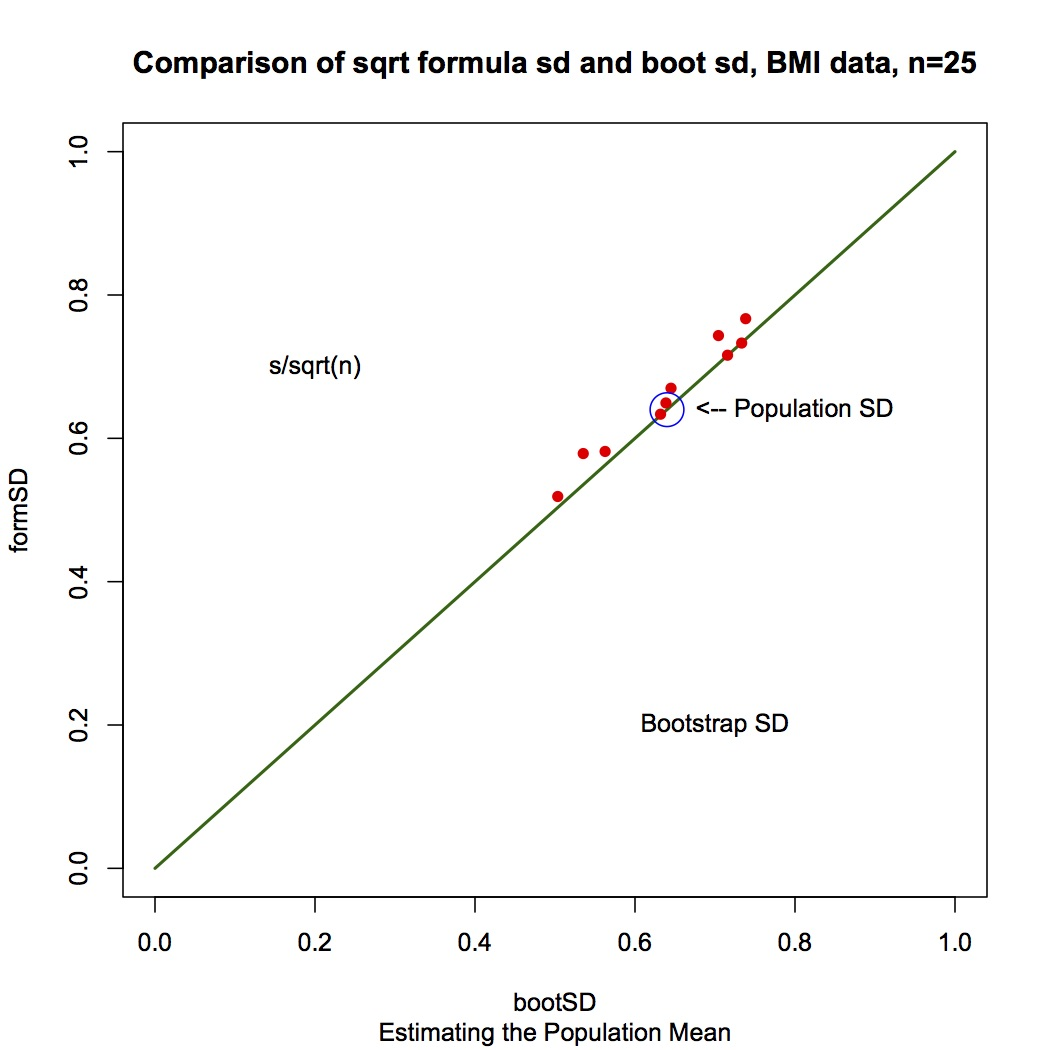 Comparison of sqrt formula sd and boot sd, BMI data, n=25
1.0
0.8
s/sqrt(n)
<-- Population SD
0.6
formSD
0.4
0.2
Bootstrap SD
0.0
0.0 0.2 0.4 0.6 0.8 1.0
bootSD
Estimating the Population Mean